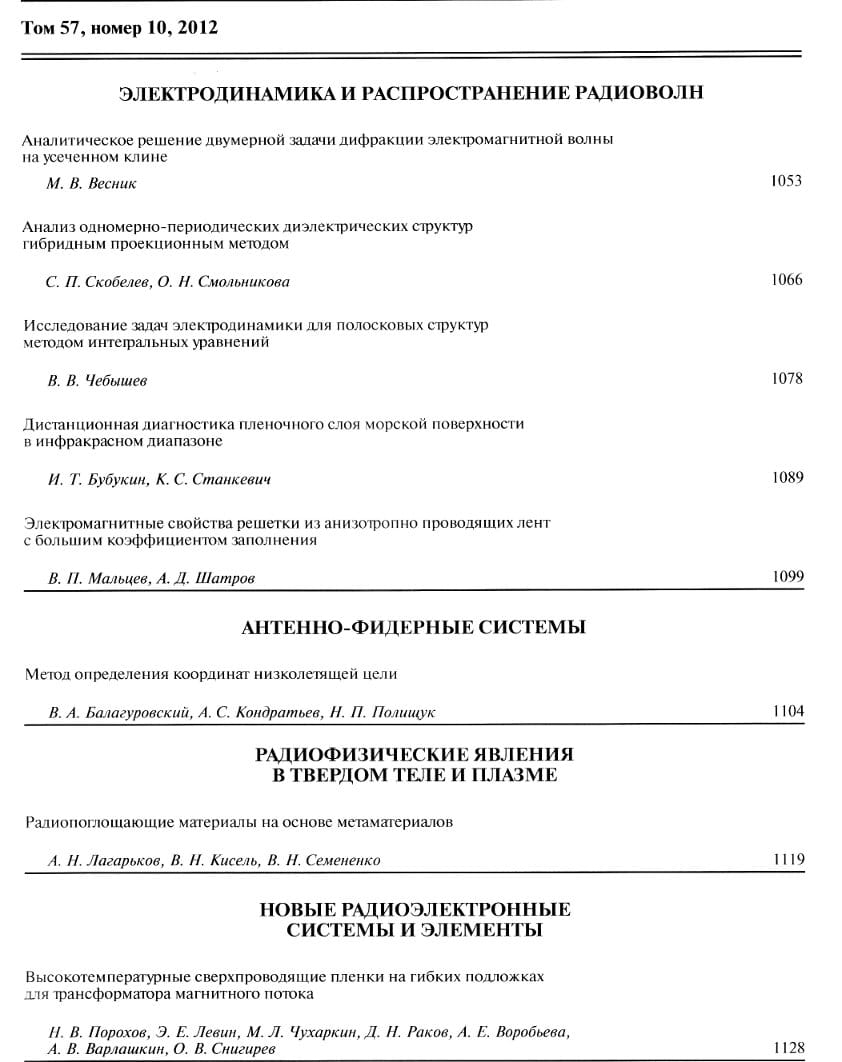 Том 57, номер 10, 2012
ЭЛЕКТРОДИНАМИКА И РАСПРОСТРАНЕНИЕ РАДИОВОЛН
Аналитическое решение двумерной задачи дифракции электромагнитной волны
на усеченном клине
М. В. Весник 1053
Анализ одномерно-периодических диэлектрических структур
гибридным проекционным методом
С. П. Скобелев, О. Н. Смольникова 1066
Исследование задач электродинамики для полосковых структур
методом интегральных уравнений
В. В. Чебышев 1078
Дистанционная диагностика пленочного слоя морской поверхности
в инфракрасном диапазоне
И. Т. Бубукин, К. С. Станкевич 1089
Электромагнитные свойства решетки из анизотропно проводящих лент
с большим коэффициентом заполнения
В. П. Мальцев, А. Д. Шатров 1099
АНТЕННО-ФИДЕРНЫЕ СИСТЕМЫ
Метод определения координат низколетящей цели
В. А. Балагуровский, А. С. Кондратьев, Н. П. Полищук 1104
РАДИОФИЗИЧЕСКИЕ ЯВЛЕНИЯ
В ТВЕРДОМ ТЕЛЕ И ПЛАЗМЕ
Радиопоглощающие материалы на основе метаматериалов
А. Н. Лагарьков, В. Н. Кисель, В. Н. Семененко 1119
НОВЫЕ РАДИОЭЛЕКТРОННЫЕ
СИСТЕМЫ И ЭЛЕМЕНТЫ
Высокотемпературные сверхпроводящие пленки на гибких подложках
для трансформатора магнитного потока
Н. В. Порохов, Э. Е. Левин, М. Л. Чухаркин, Д. Н. Раков, А. Е. Воробьева,
А. В. Варлашкин, О. В. Снигирев 1128